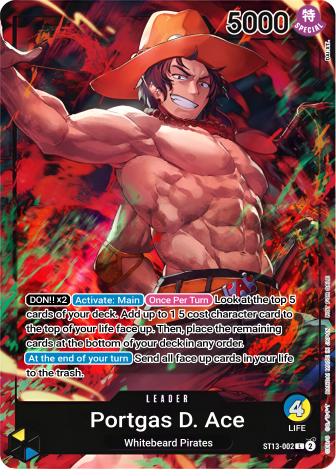 5000
特
SPECIAL
DON!! ×2 Activate: Main Once Per Turn Look at the top 5
cards of your deck. Add up to 1 5 cost character card to
the top of your life face up. Then, place the remaining
cards at the bottom of your deck in any order.
At the end of your turn Send all face up cards in your life
to the trash.
LEADER
Portgas D. Ace
Whitebeard Pirates
4
LIFE
ST13-002 L 2